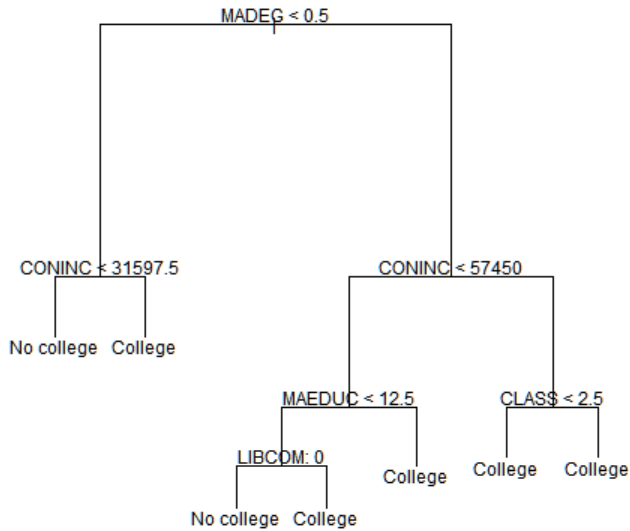 MADEG < 0.5
CONINC < 31597.5
CONINC < 57450
No college
College
MAEDUC < 12.5
CLASS < 2.5
LIBCOM: 0
College
College
College
No college
College